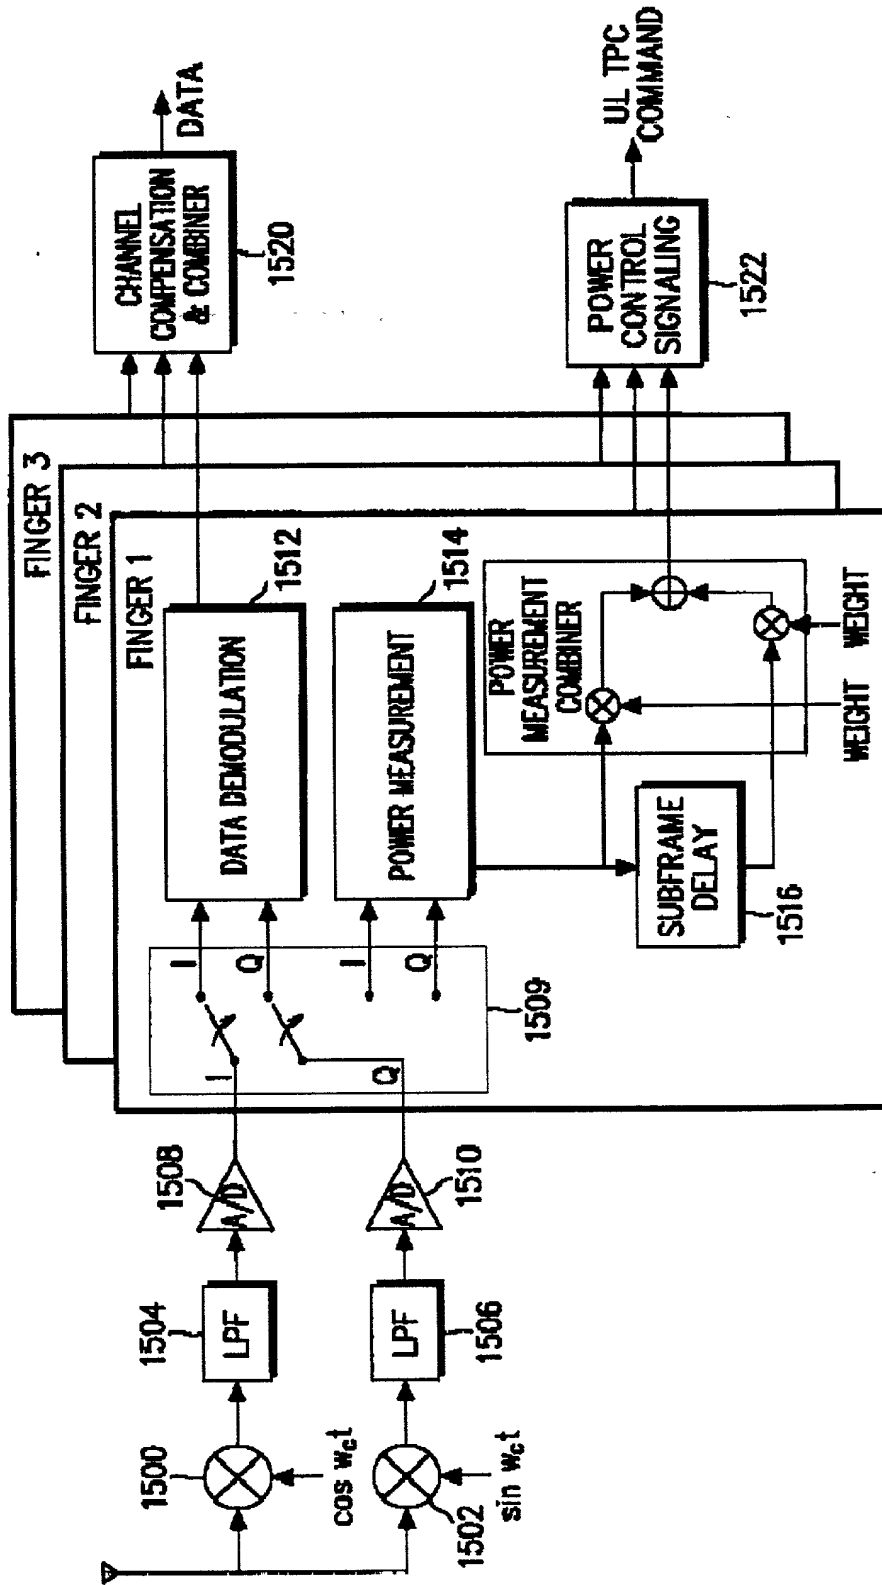 1500
cos wct
1502
sin wct
LPF
1504
LPF
1506
A/D
1508
A/D
1510
FINGER 3
FINGER 2
FINGER 1
I
Q
I
Q
I
Q
1509
DATA DEMODULATION
1512
POWER MEASUREMENT
1514
SUBFRAME
DELAY
1516
POWER
MEASUREMENT
COMBINER
WEIGHT
WEIGHT
CHANNEL
COMPENSATION
& COMBINER
1520
DATA
POWER
CONTROL
SIGNALING
1522
UL TPC
COMMAND